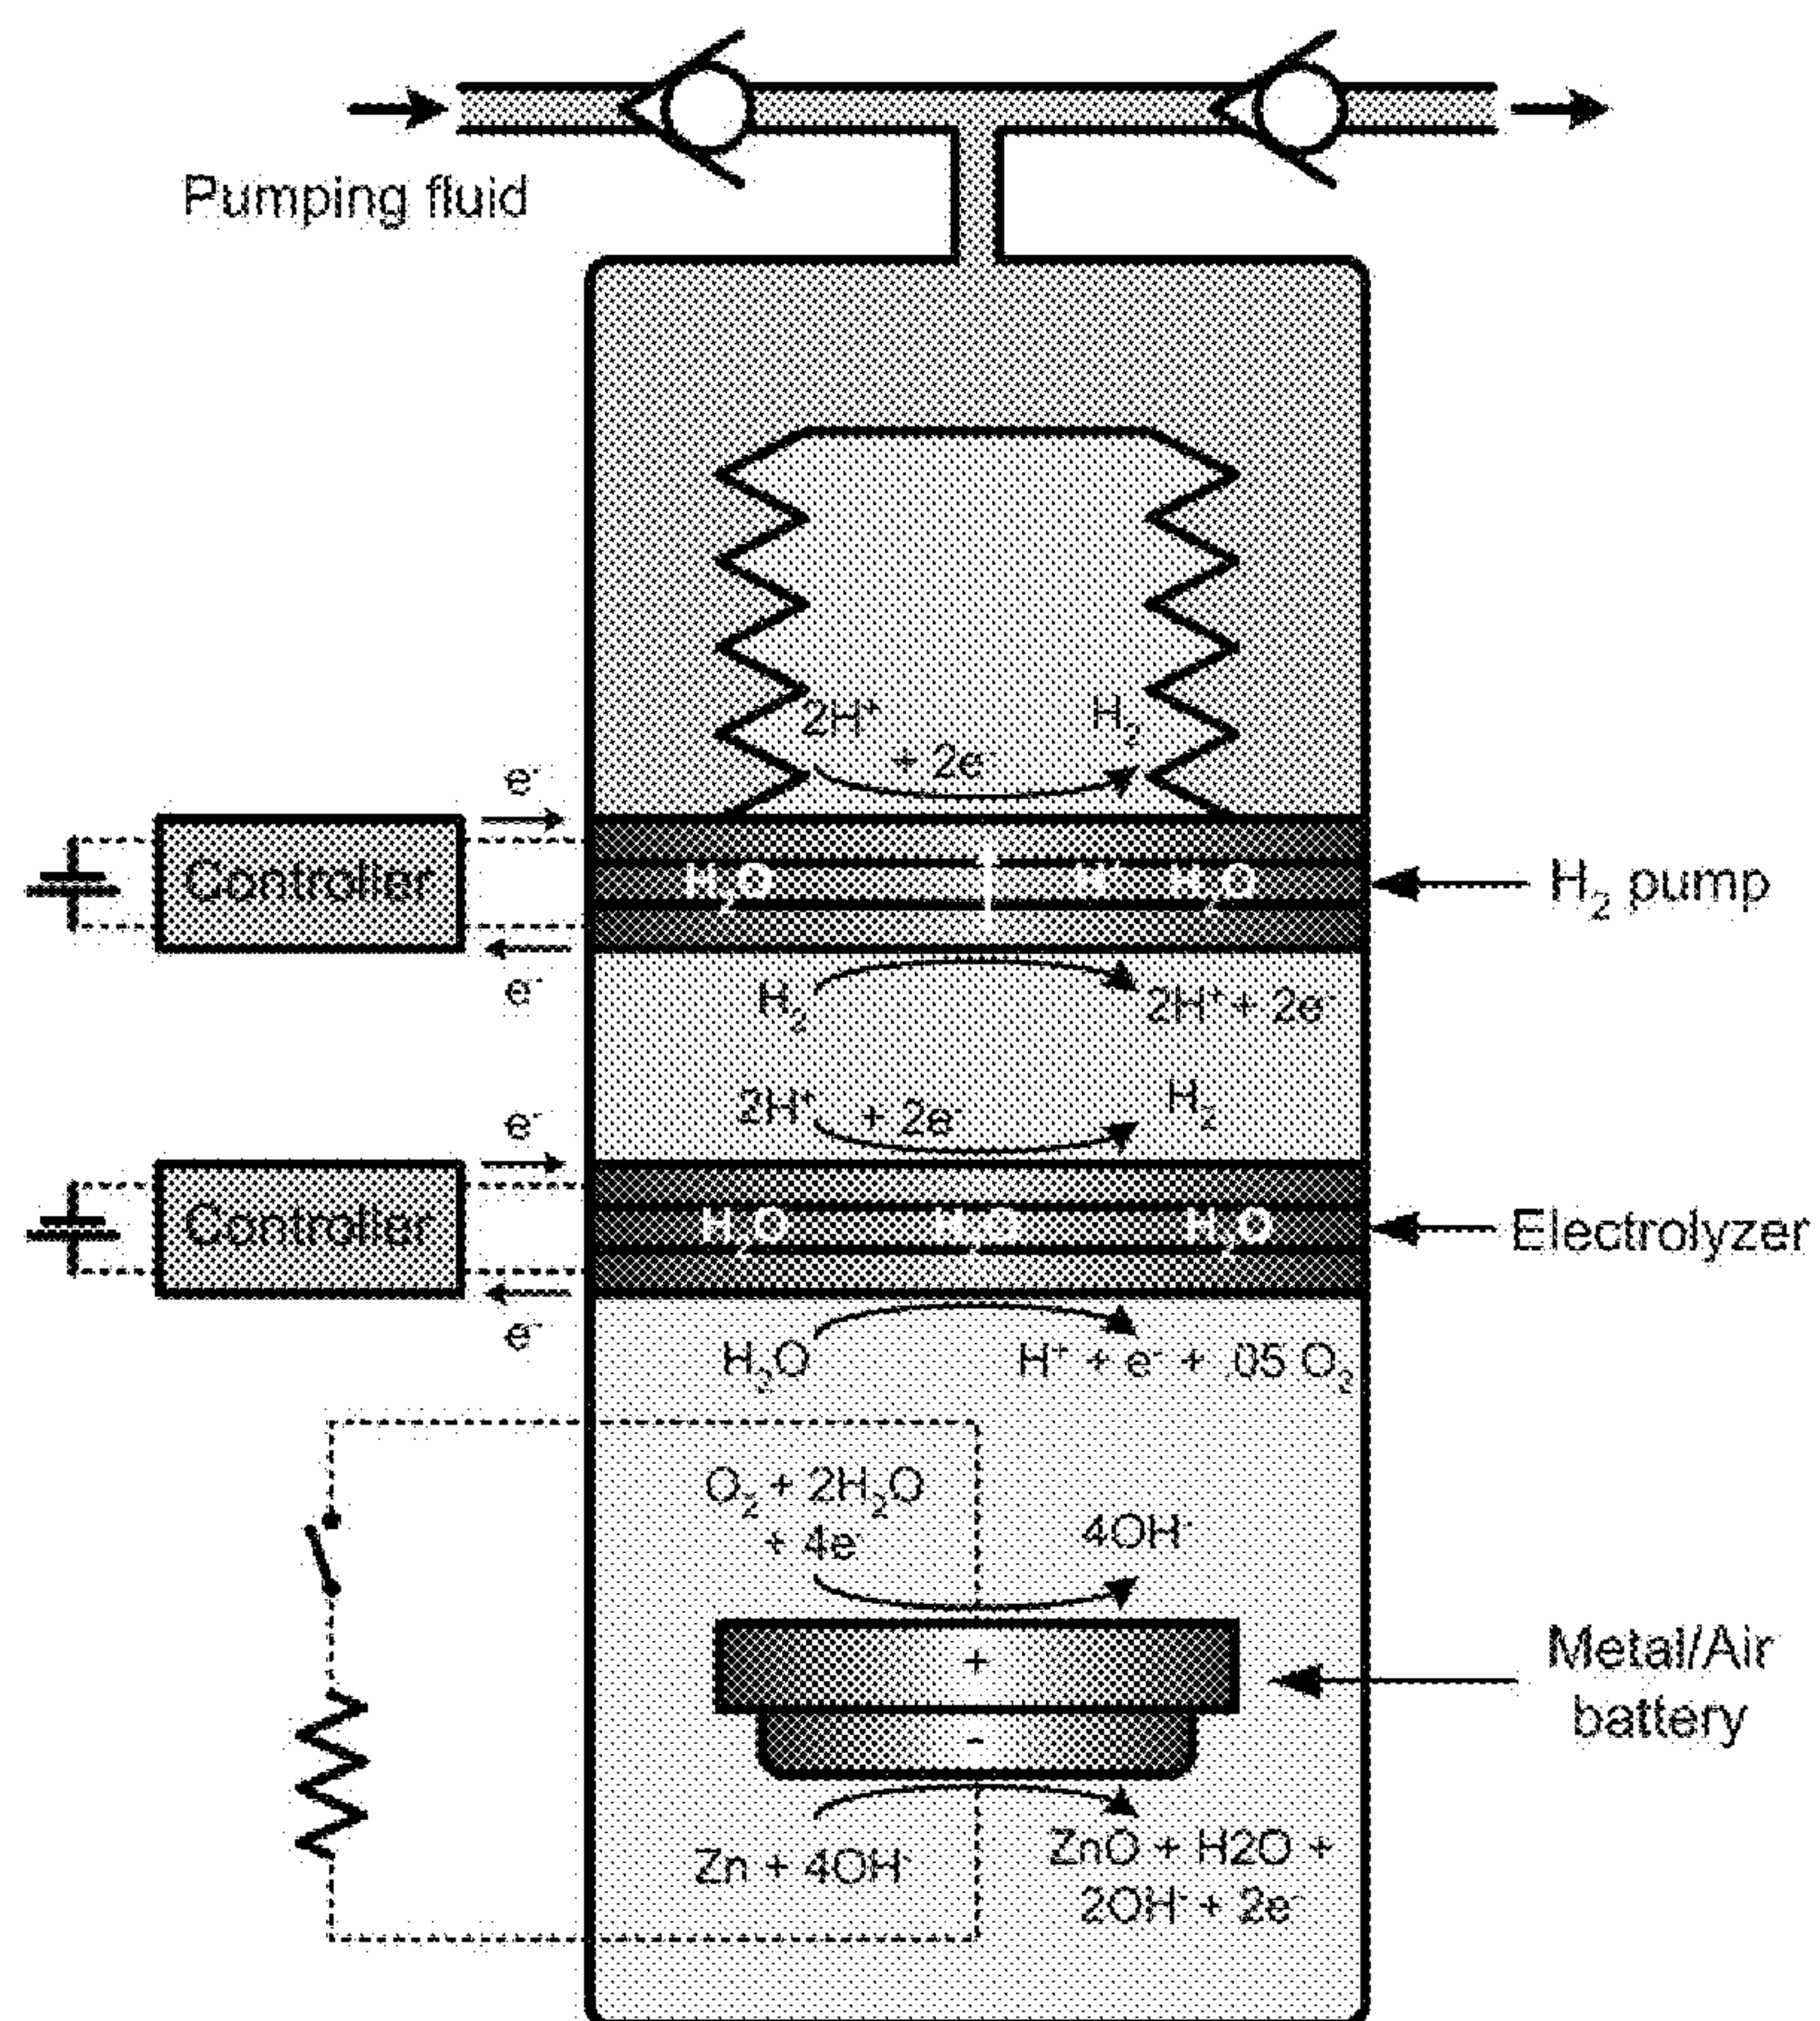 Pumping fluid
2H⁺ + 2e⁻ H₂
e⁻
Controller
H₂O H⁺ H₂O
H₂ pump
e⁻
H₂ 2H⁺ + 2e⁻
2H⁺ + 2e⁻ H₂
e⁻
Controller
H₂O H₂O H₂O
Electrolyzer
e⁻
H₂O H⁺ + e⁻ + .05 O₂
O₂ + 2H₂O
+ 4e⁻
4OH⁻
+
Metal/Air
battery
-
Zn + 4OH⁻
ZnO + H2O +
2OH⁻ + 2e⁻